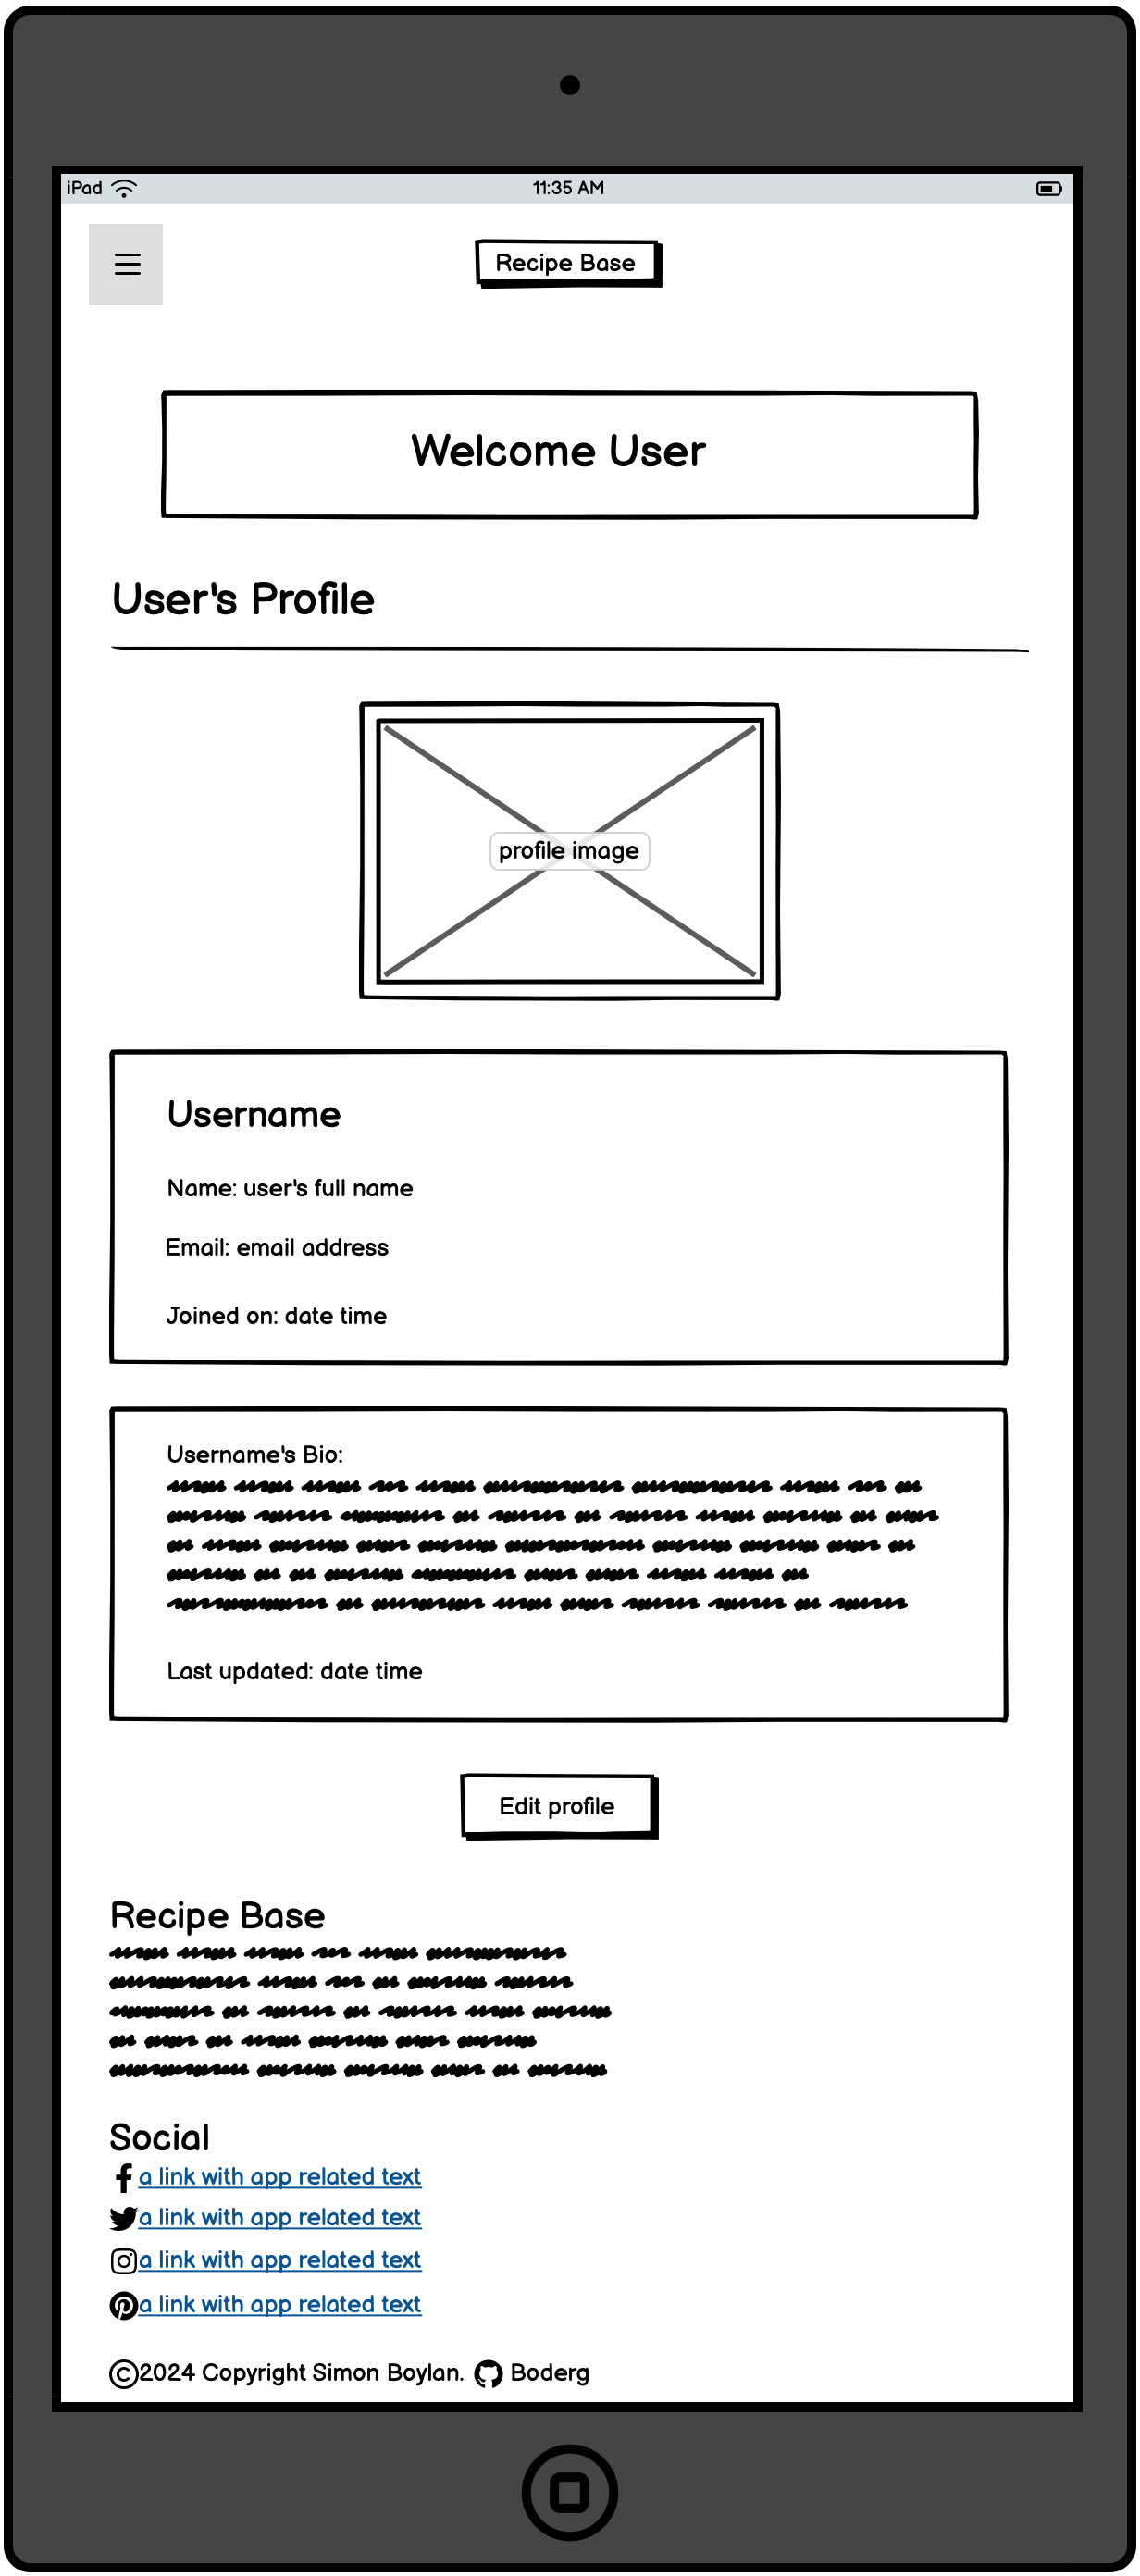 iPad 11:35 AM
Recipe Base
Welcome User
User's Profile
profile image
Username
Name: user's full name
Email: email address
Joined on: date time
Username's Bio:
Last updated: date time
Edit profile
Recipe Base
Social
a link with app related text
a link with app related text
a link with app related text
a link with app related text
©2024 Copyright Simon Boylan. Boderg